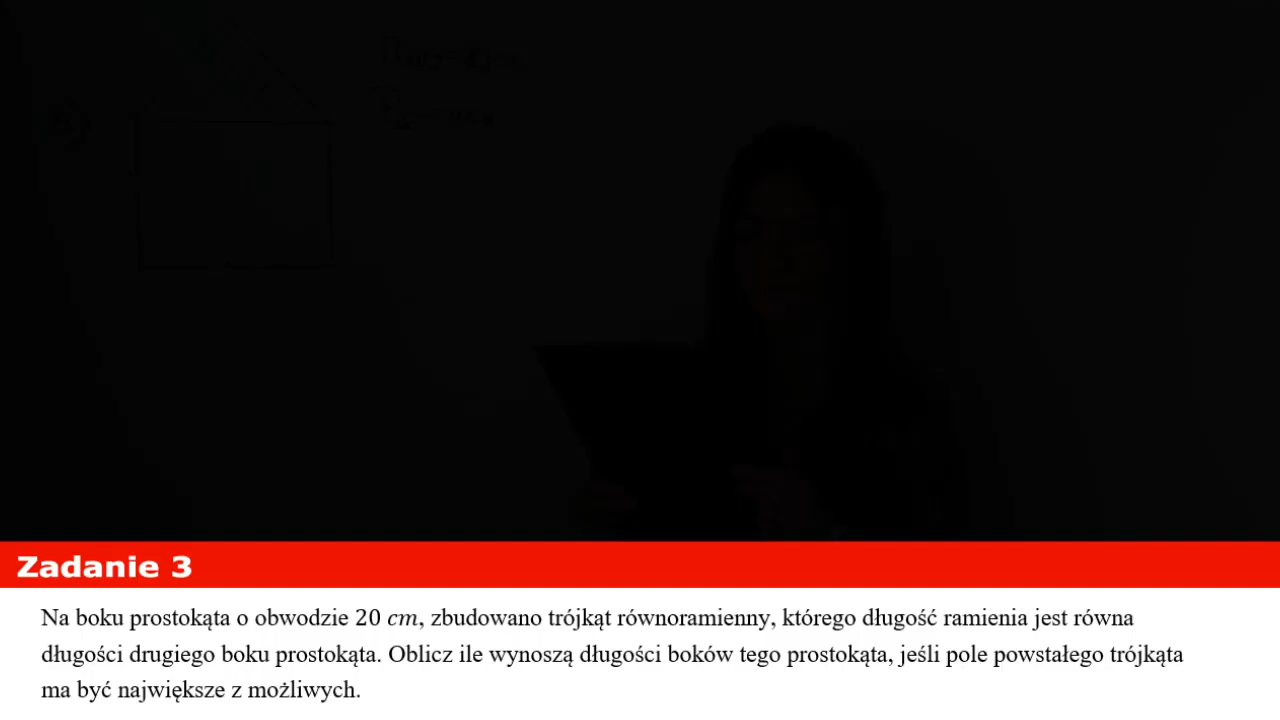 Zadanie 3
Na boku prostokąta o obwodzie 20 cm, zbudowano trójkąt równoramienny, którego długość ramienia jest równa
długości drugiego boku prostokąta. Oblicz ile wynoszą długości boków tego prostokąta, jeśli pole powstałego trójkąta
ma być największe z możliwych.